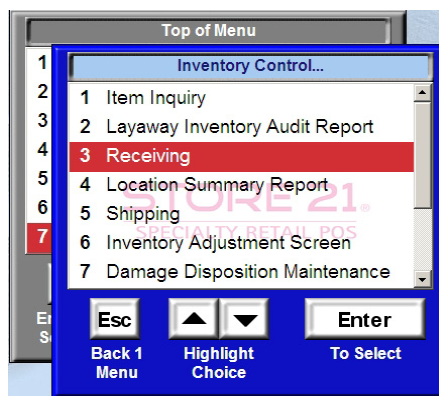 Top of Menu
1
2
3
4
5
6
7
Inventory Control...
1 Item Inquiry
2 Layaway Inventory Audit Report
3 Receiving
4 Location Summary Report
5 Shipping
6 Inventory Adjustment Screen
7 Damage Disposition Maintenance
STORE 21®
SPECIALTY RETAIL POS
Esc
Enter
Back 1
Menu
Highlight
Choice
To Select